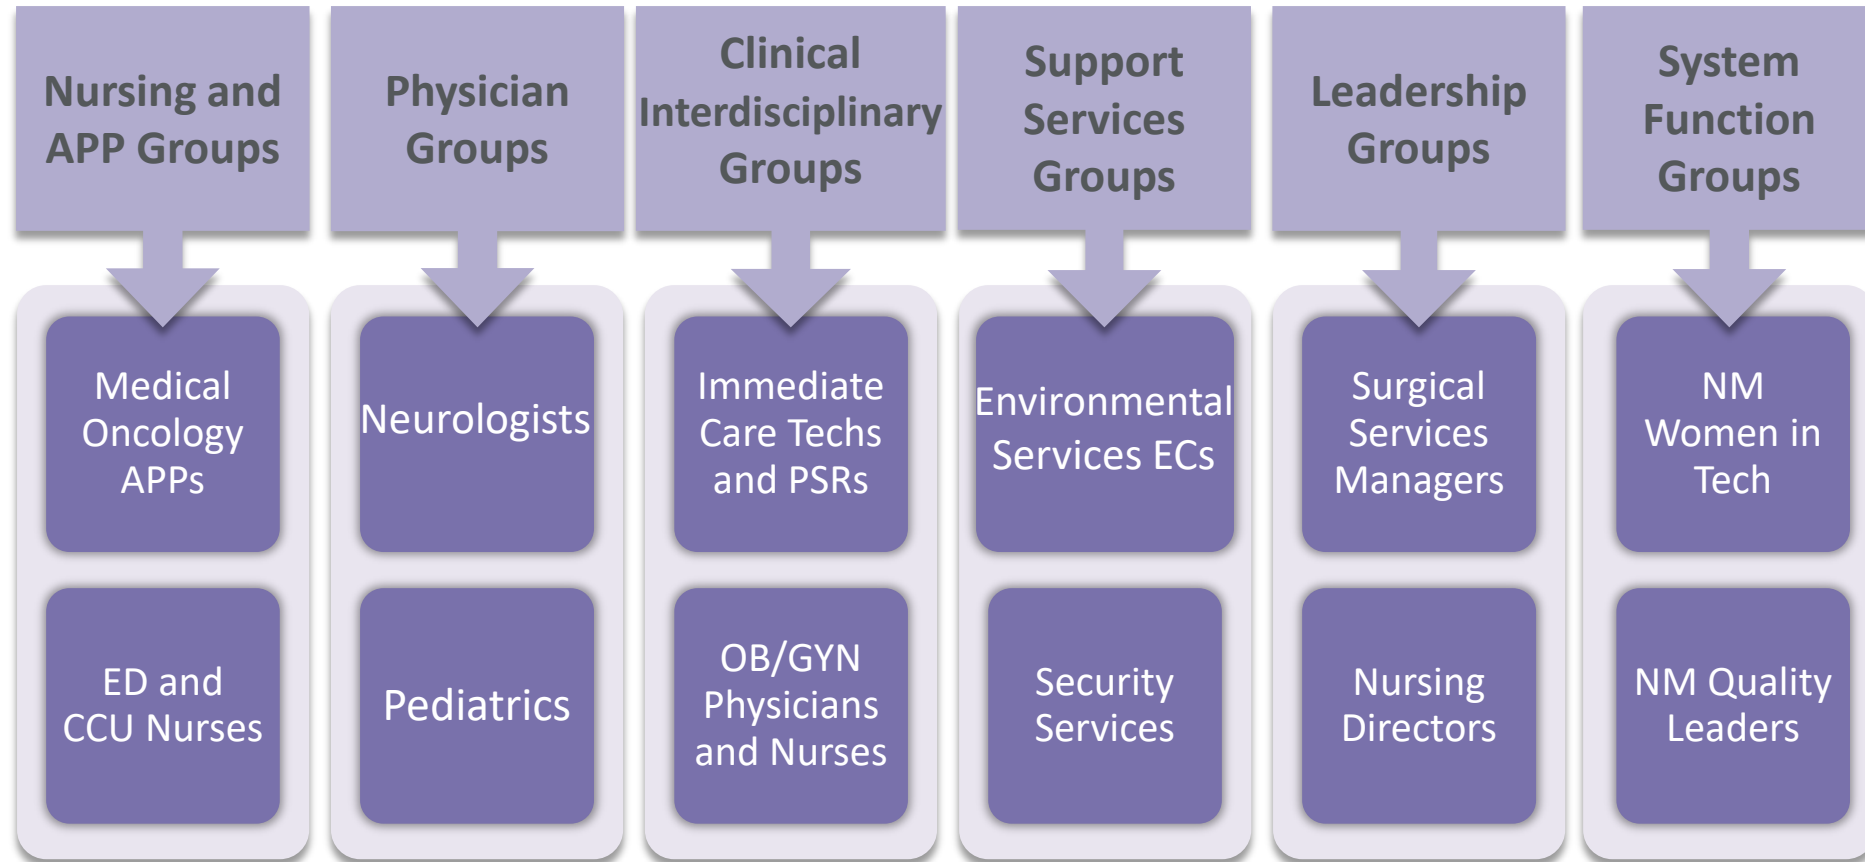 Nursing and
APP Groups
Physician
Groups
Clinical
Interdisciplinary
Groups
Support
Services
Groups
Leadership
Groups
System
Function
Groups
Medical
Oncology
APPs
Neurologists
Immediate
Care Techs
and PSRs
Environmental
Services ECs
Surgical
Services
Managers
NM
Women in
Tech
ED and
CCU Nurses
Pediatrics
OB/GYN
Physicians
and Nurses
Security
Services
Nursing
Directors
NM Quality
Leaders